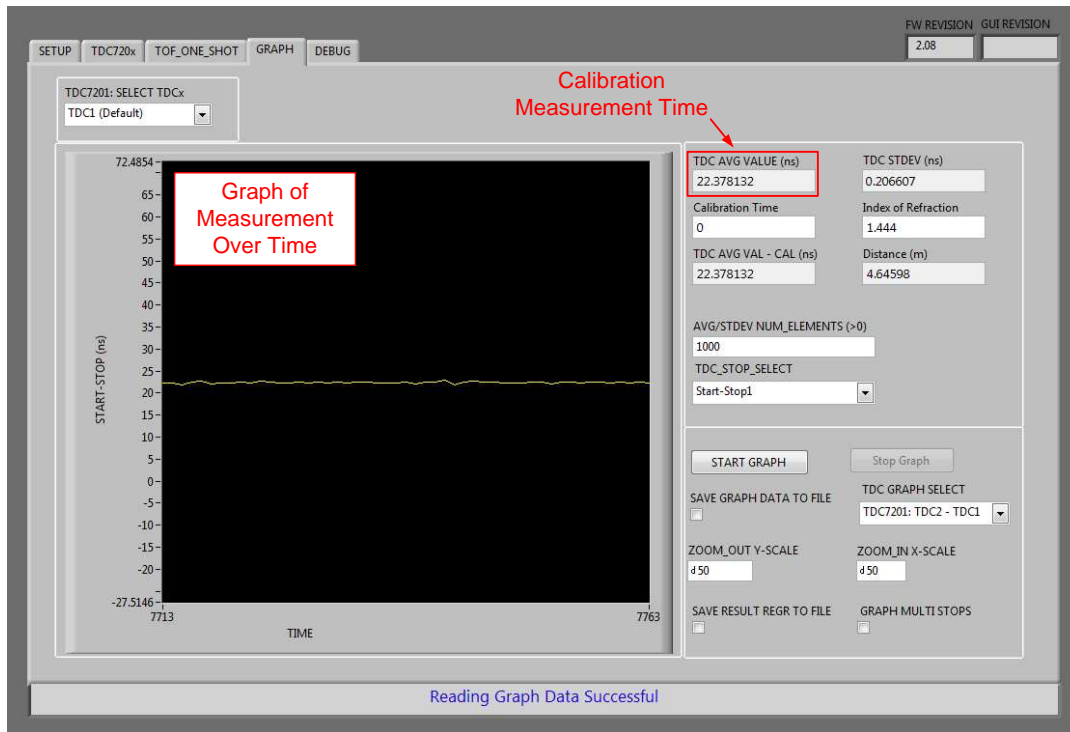 FW REVISION GUI REVISION
2.08
SETUP TDC720x TOF_ONE_SHOT GRAPH DEBUG
TDC7201: SELECT TDCx
TDC1 (Default)
Calibration
Measurement Time
Graph of
Measurement
Over Time
72.4854
65
60
55
50
45
40
35
30
25
20
15
10
5
0
-5
-10
-15
-20
-27.5146
START-STOP (ns)
7713 7763
TIME
TDC AVG VALUE (ns) TDC STDEV (ns)
22.378132 0.206607
Calibration Time Index of Refraction
0 1.444
TDC AVG VAL - CAL (ns) Distance (m)
22.378132 4.64598
AVG/STDEV NUM_ELEMENTS (>0)
1000
TDC_STOP_SELECT
Start-Stop1
START GRAPH Stop Graph
SAVE GRAPH DATA TO FILE TDC GRAPH SELECT
TDC7201: TDC2 - TDC1
ZOOM_OUT Y-SCALE ZOOM_IN X-SCALE
d 50 d 50
SAVE RESULT REGR TO FILE GRAPH MULTI STOPS
Reading Graph Data Successful